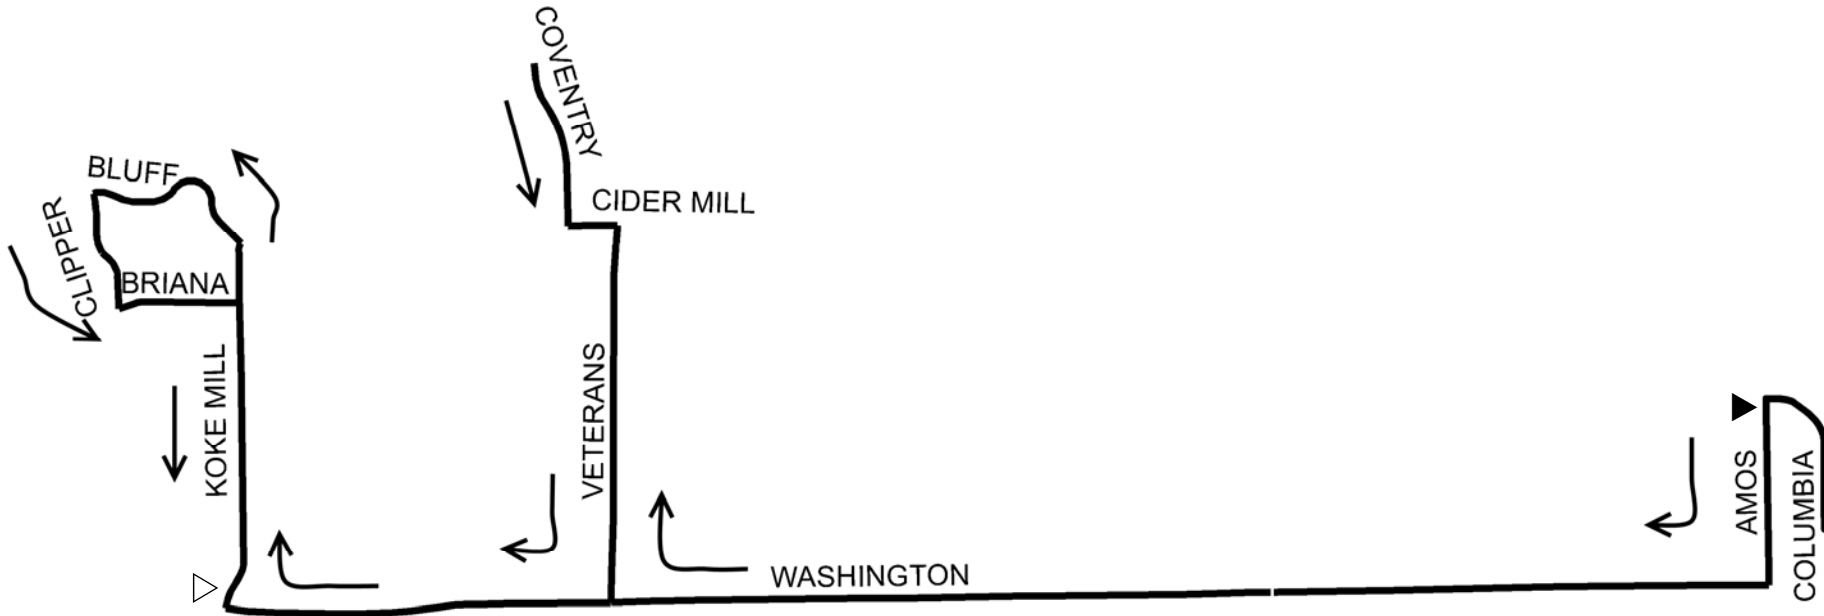 COVENTRY
BLUFF
CIDER MILL
CLIPPER
BRIANA
KOKE MILL
VETERANS
AMOS
COLUMBIA
WASHINGTON